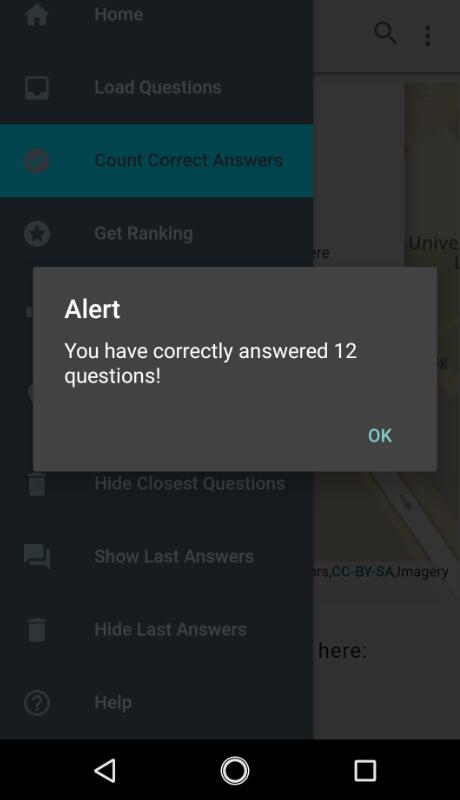 Home
Load Questions
Count Correct Answers
Get Ranking
ere
Unive
Alert
You have correctly answered 12
questions!
OK
Hide Closest Questions
ors,CC-BY-SA,Imagery
Show Last Answers
Hide Last Answers
here:
Help